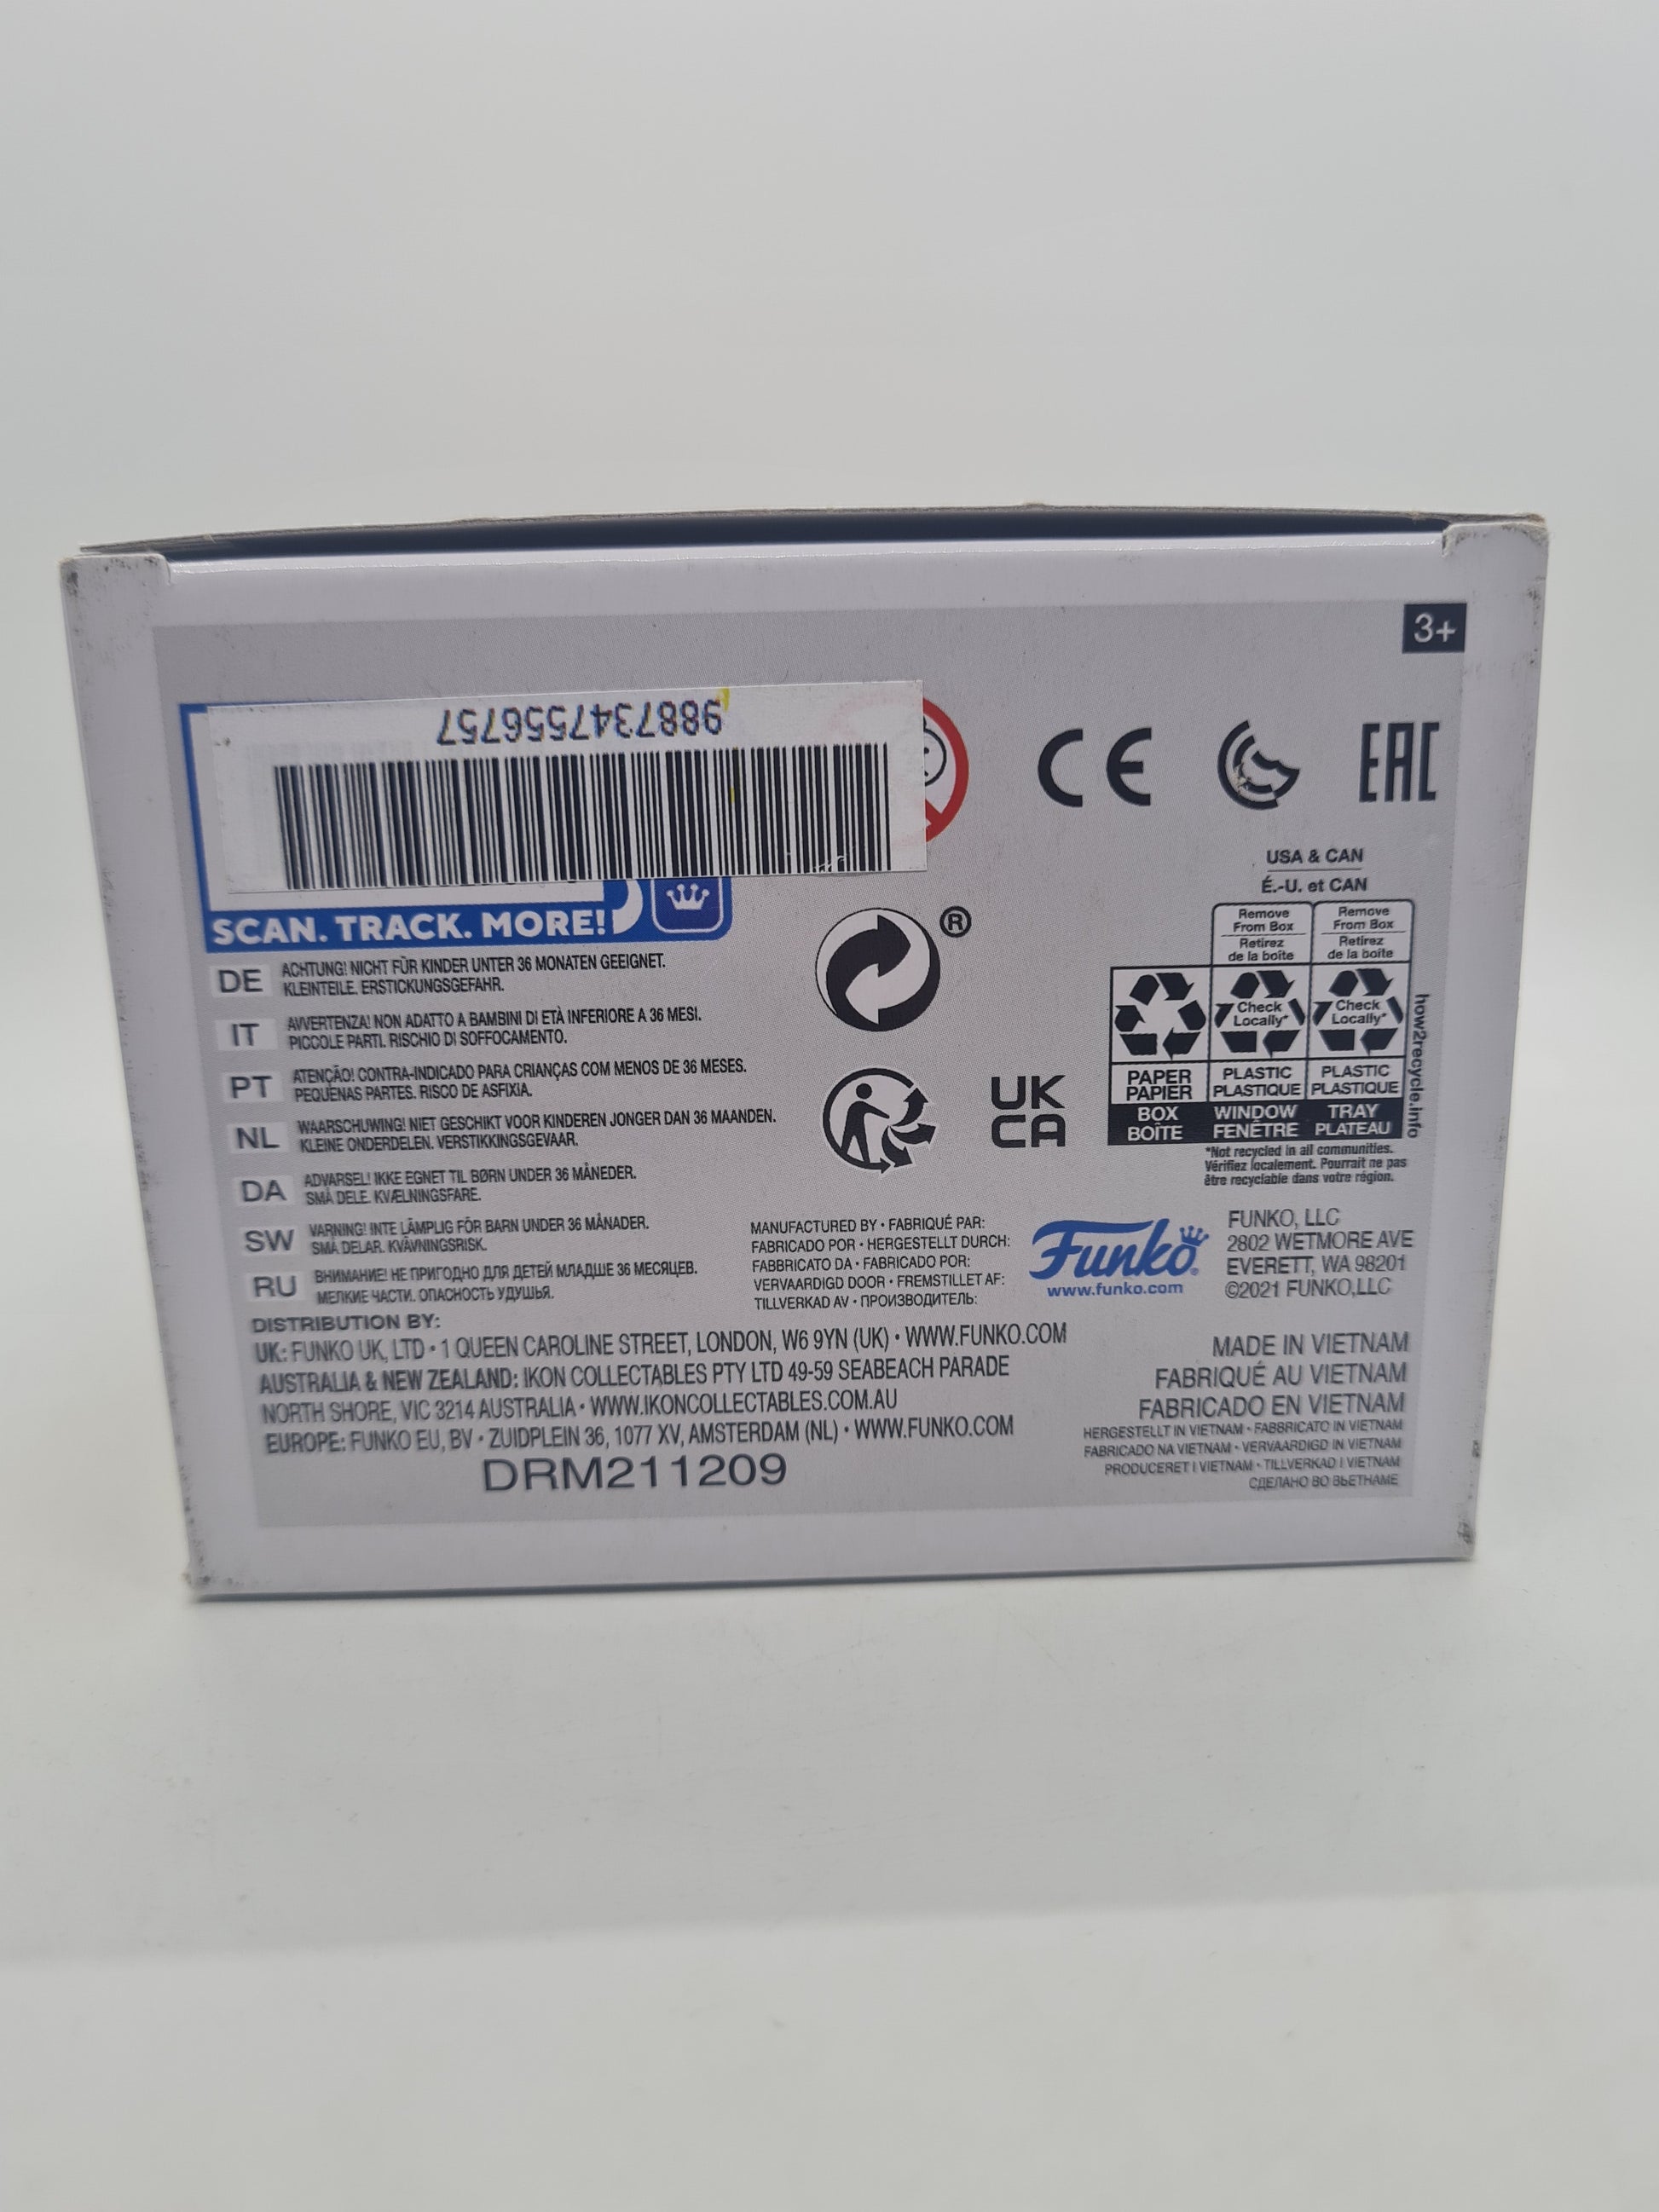 3+
9887347556757
CE
EAC
USA & CAN
É.-U. et CAN
Remove From Box
Retirez de la boîte
Remove From Box
Retirez de la boîte
Check Locally*
Check Locally*
PAPER PAPIER
PLASTIC PLASTIQUE
PLASTIC PLASTIQUE
BOX BOÎTE
WINDOW FENÊTRE
TRAY PLATEAU
how2recycle.info
*Not recycled in all communities.
Vérifiez localement. Pourrait ne pas
être recyclable dans votre région.
SCAN. TRACK. MORE!
®
UK
CA
DE ACHTUNG! NICHT FÜR KINDER UNTER 36 MONATEN GEEIGNET.
KLEINTEILE. ERSTICKUNGSGEFAHR.
IT AVVERTENZA! NON ADATTO A BAMBINI DI ETÀ INFERIORE A 36 MESI.
PICCOLE PARTI. RISCHIO DI SOFFOCAMENTO.
PT ATENÇÃO! CONTRA-INDICADO PARA CRIANÇAS COM MENOS DE 36 MESES.
PEQUENAS PARTES. RISCO DE ASFIXIA.
NL WAARSCHUWING! NIET GESCHIKT VOOR KINDEREN JONGER DAN 36 MAANDEN.
KLEINE ONDERDELEN. VERSTIKKINGSGEVAAR.
DA ADVARSEL! IKKE EGNET TIL BØRN UNDER 36 MÅNEDER.
SMÅ DELE. KVÆLNINGSFARE.
SW VARNING! INTE LÄMPLIG FÖR BARN UNDER 36 MÅNADER.
SMÅ DELAR. KVÄVNINGSRISK.
RU ВНИМАНИЕ! НЕ ПРИГОДНО ДЛЯ ДЕТЕЙ МЛАДШЕ 36 МЕСЯЦЕВ.
МЕЛКИЕ ЧАСТИ. ОПАСНОСТЬ УДУШЬЯ.
MANUFACTURED BY • FABRIQUÉ PAR:
FABRICADO POR • HERGESTELLT DURCH:
FABBRICATO DA • FABRICADO POR:
VERVAARDIGD DOOR • FREMSTILLET AF:
TILLVERKAD AV • ПРОИЗВОДИТЕЛЬ:
Funko®
www.funko.com
FUNKO, LLC
2802 WETMORE AVE
EVERETT, WA 98201
©2021 FUNKO,LLC
DISTRIBUTION BY:
UK: FUNKO UK, LTD • 1 QUEEN CAROLINE STREET, LONDON, W6 9YN (UK) • WWW.FUNKO.COM
AUSTRALIA & NEW ZEALAND: IKON COLLECTABLES PTY LTD 49-59 SEABEACH PARADE
NORTH SHORE, VIC 3214 AUSTRALIA • WWW.IKONCOLLECTABLES.COM.AU
EUROPE: FUNKO EU, BV • ZUIDPLEIN 36, 1077 XV, AMSTERDAM (NL) • WWW.FUNKO.COM
DRM211209
MADE IN VIETNAM
FABRIQUÉ AU VIETNAM
FABRICADO EN VIETNAM
HERGESTELLT IN VIETNAM • FABBRICATO IN VIETNAM
FABRICADO NA VIETNAM • VERVAARDIGD IN VIETNAM
PRODUCERET I VIETNAM • TILLVERKAD I VIETNAM
СДЕЛАНО ВО ВЬЕТНАМЕ